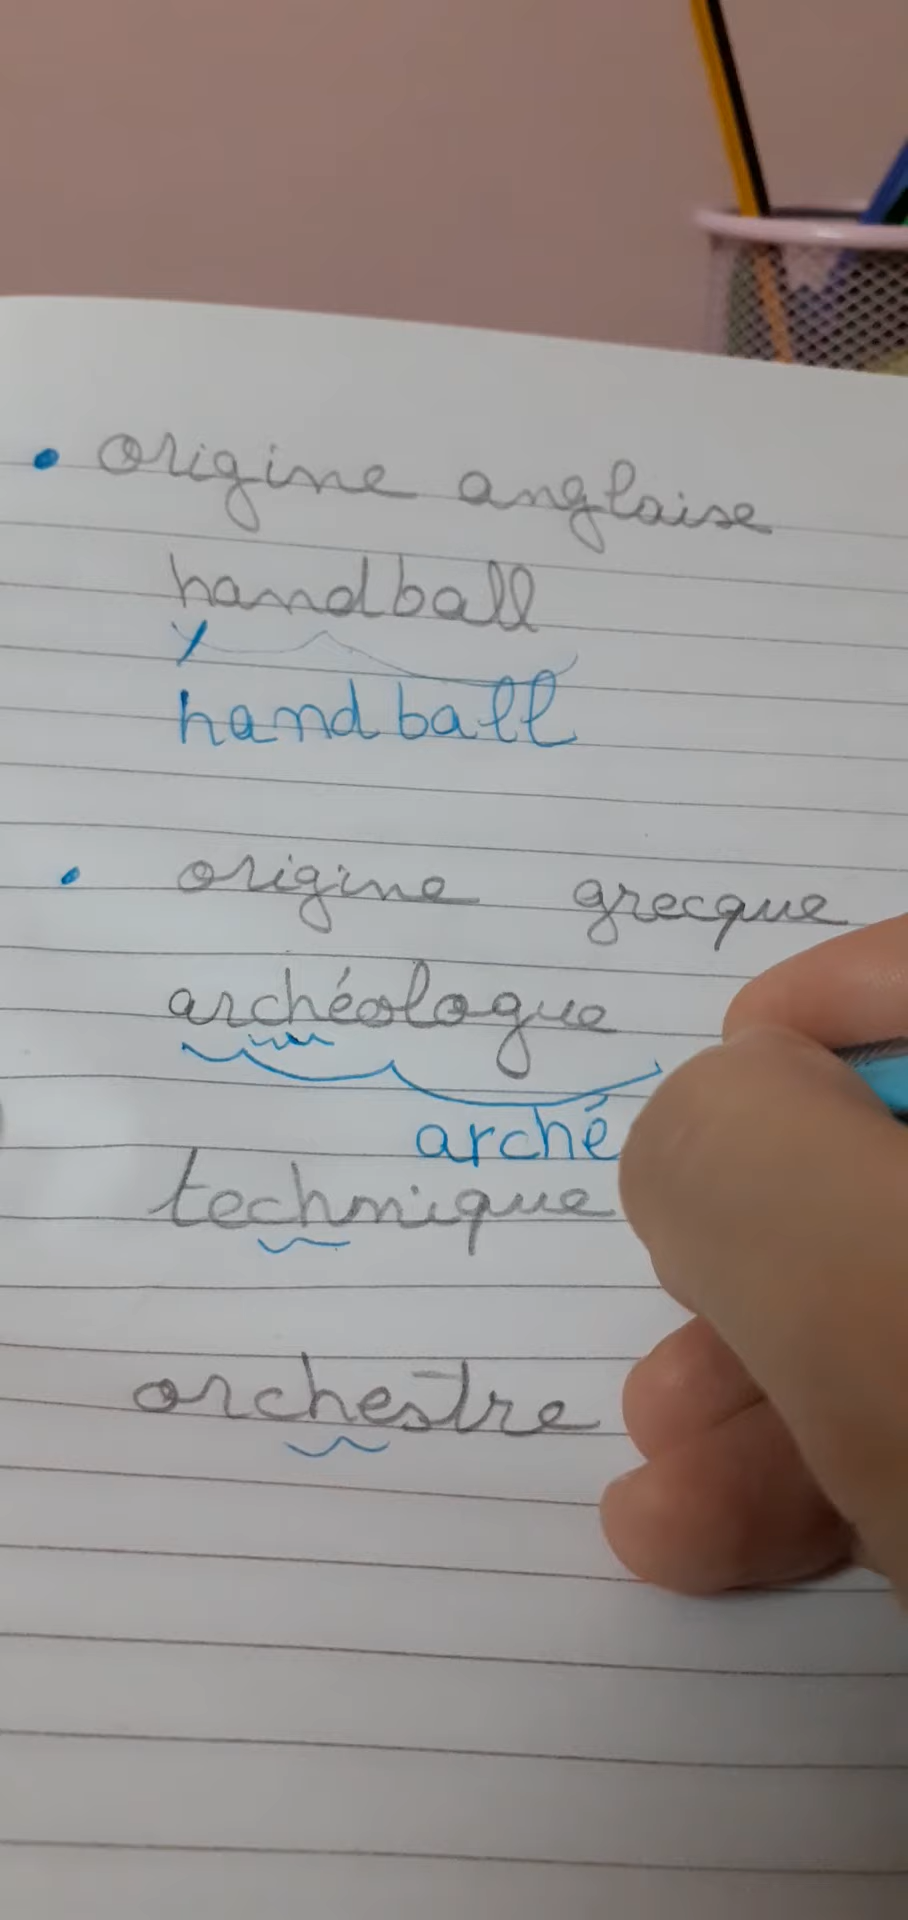 • origine anglaise
handball
handball
• origine grecque
archéologue
arché
technique
orchestre